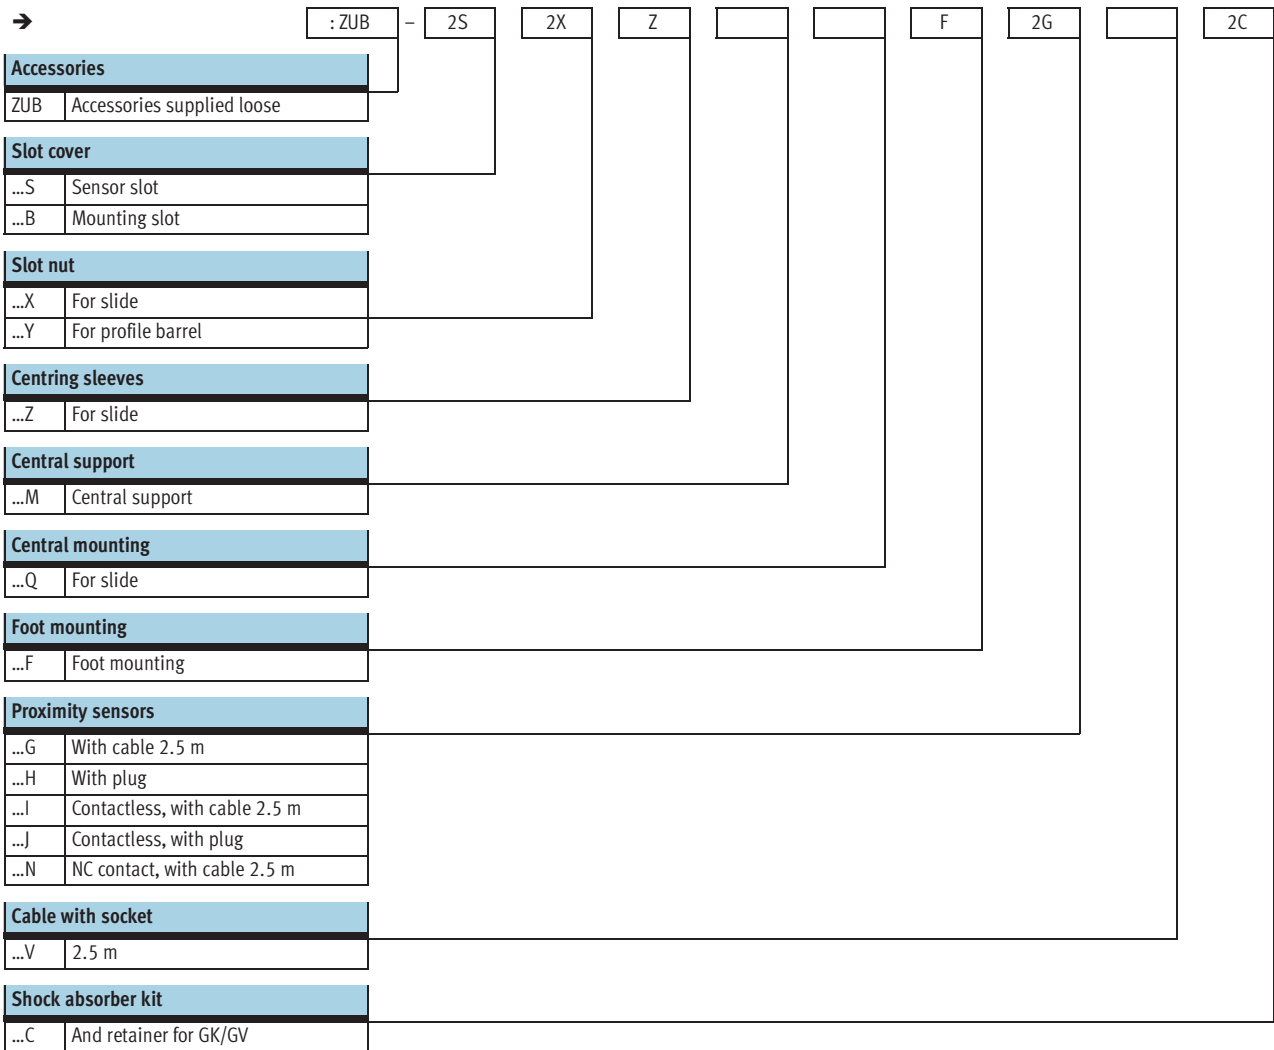 ➔ : ZUB – 2S 2X Z F 2G 2C
Accessories
ZUB Accessories supplied loose
Slot cover
...S Sensor slot
...B Mounting slot
Slot nut
...X For slide
...Y For profile barrel
Centring sleeves
...Z For slide
Central support
...M Central support
Central mounting
...Q For slide
Foot mounting
...F Foot mounting
Proximity sensors
...G With cable 2.5 m
...H With plug
...I Contactless, with cable 2.5 m
...J Contactless, with plug
...N NC contact, with cable 2.5 m
Cable with socket
...V 2.5 m
Shock absorber kit
...C And retainer for GK/GV